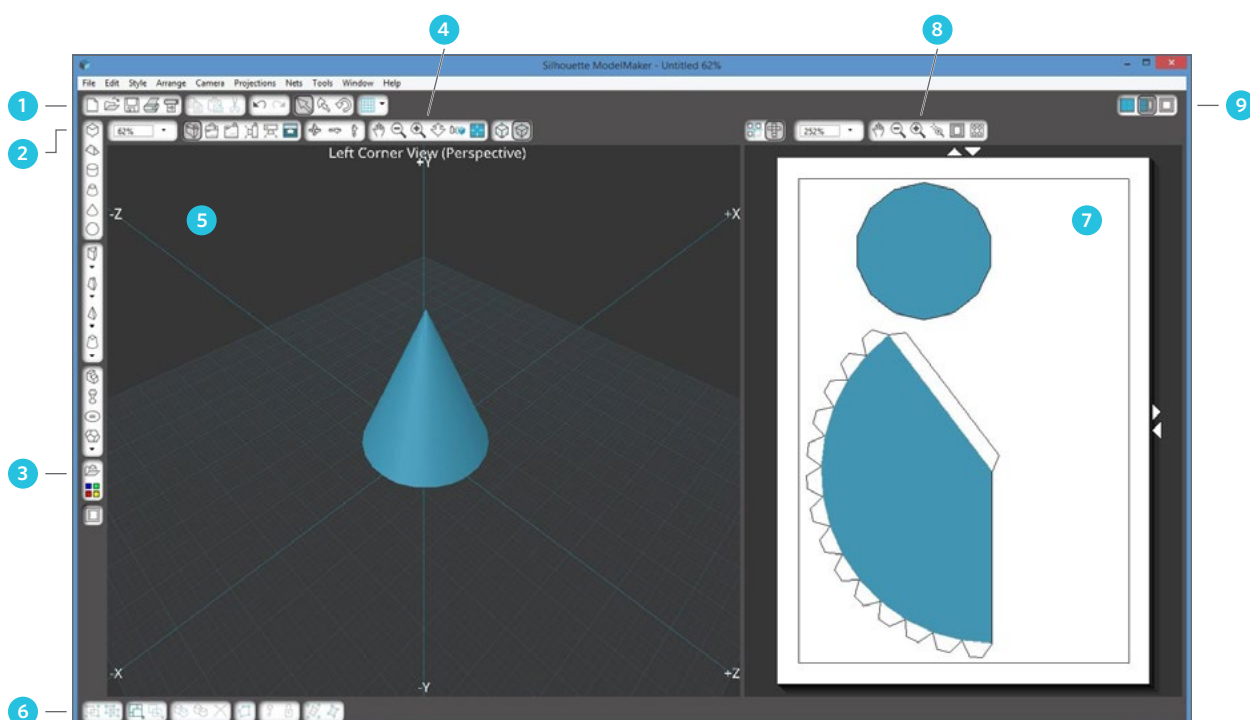 4
8
Silhouette ModelMaker - Untitled 62%
File Edit Style Arrange Camera Projections Nets Tools Window Help
1
9
2
62%
252%
Left Corner View (Perspective)
+Y
-Z
5
+X
7
3
-X
-Y
+Z
6